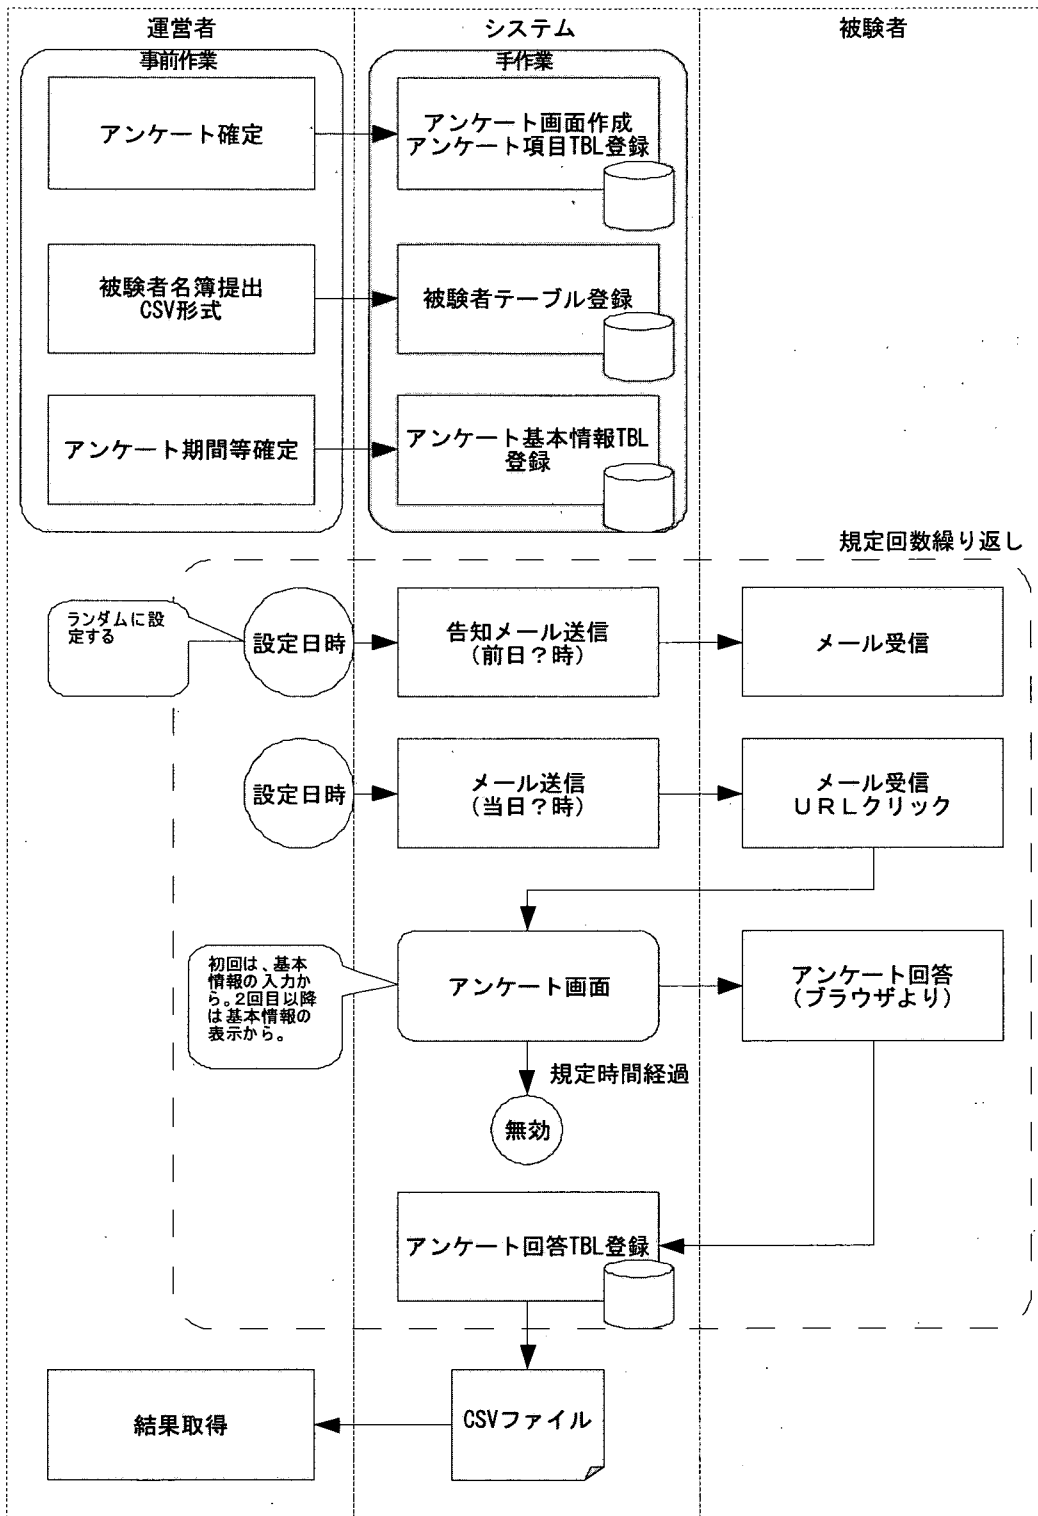 運営者
システム
被験者
事前作業
手作業
アンケート確定
アンケート画面作成
アンケート項目TBL登録
被験者名簿提出
CSV形式
被験者テーブル登録
アンケート期間等確定
アンケート基本情報TBL
登録
規定回数繰り返し
ランダムに設
定する
設定日時
告知メール送信
(前日?時)
メール受信
設定日時
メール送信
(当日?時)
メール受信
URLクリック
初回は、基本
情報の入力か
ら。2回目以降
は基本情報の
表示から。
アンケート画面
アンケート回答
(ブラウザより)
規定時間経過
無効
アンケート回答TBL登録
結果取得
CSVファイル